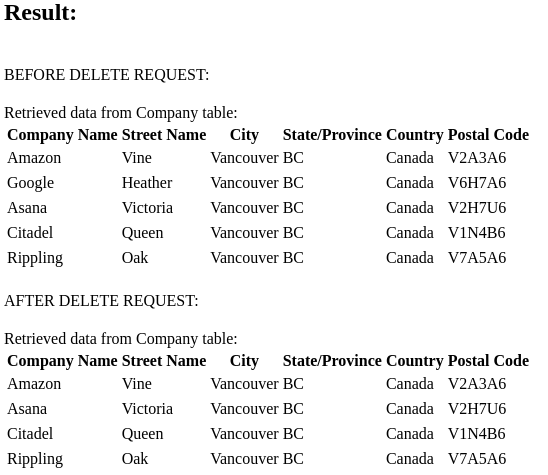 Result:
BEFORE DELETE REQUEST:
Retrieved data from Company table:
Company Name Street Name City State/Province Country Postal Code
Amazon Vine Vancouver BC Canada V2A3A6
Google Heather Vancouver BC Canada V6H7A6
Asana Victoria Vancouver BC Canada V2H7U6
Citadel Queen Vancouver BC Canada V1N4B6
Rippling Oak Vancouver BC Canada V7A5A6
AFTER DELETE REQUEST:
Retrieved data from Company table:
Company Name Street Name City State/Province Country Postal Code
Amazon Vine Vancouver BC Canada V2A3A6
Asana Victoria Vancouver BC Canada V2H7U6
Citadel Queen Vancouver BC Canada V1N4B6
Rippling Oak Vancouver BC Canada V7A5A6